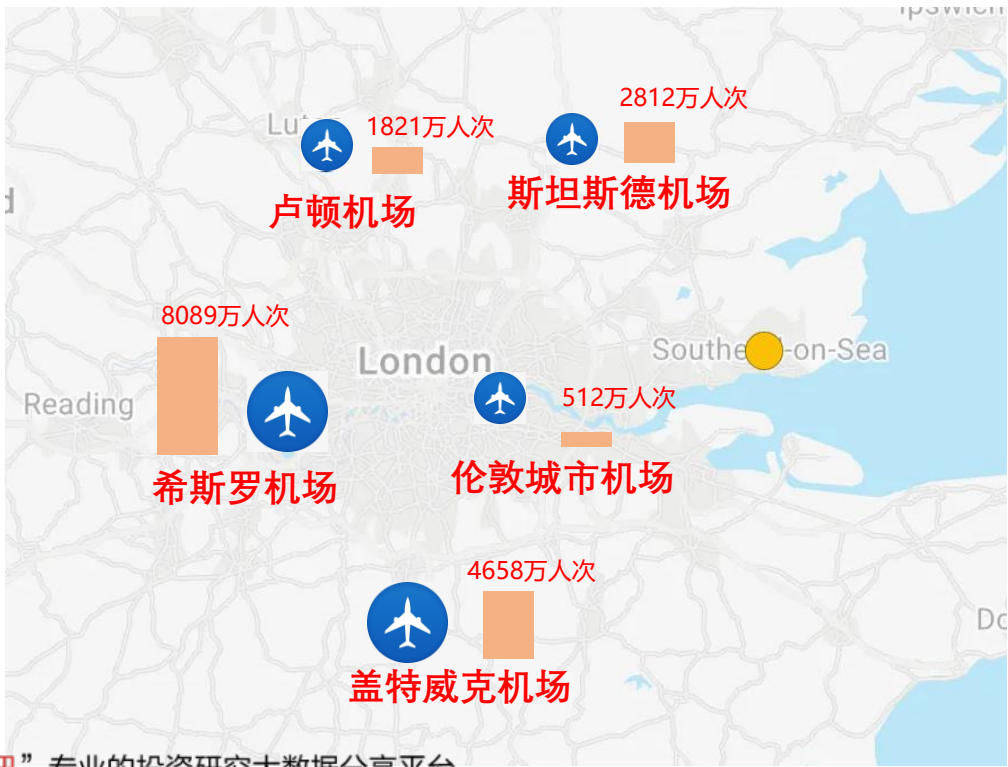 Ipswich
2812万人次
1821万人次
斯坦斯德机场
卢顿机场
8089万人次
London
Southe
-on-Sea
Reading
512万人次
伦敦城市机场
希斯罗机场
4658万人次
盖特威克机场
” 专业的投资研究大数据分享平台